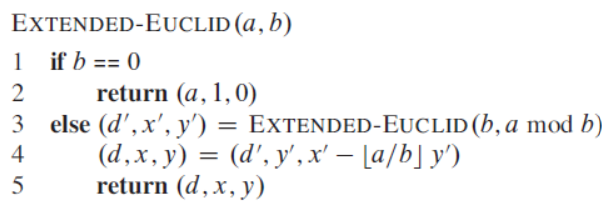 EXTENDED-EUCLID(a, b)
1 if b == 0
2 return (a, 1, 0)
3 else (d′, x′, y′) = EXTENDED-EUCLID(b, a mod b)
4 (d, x, y) = (d′, y′, x′ − ⌊a/b⌋ y′)
5 return (d, x, y)